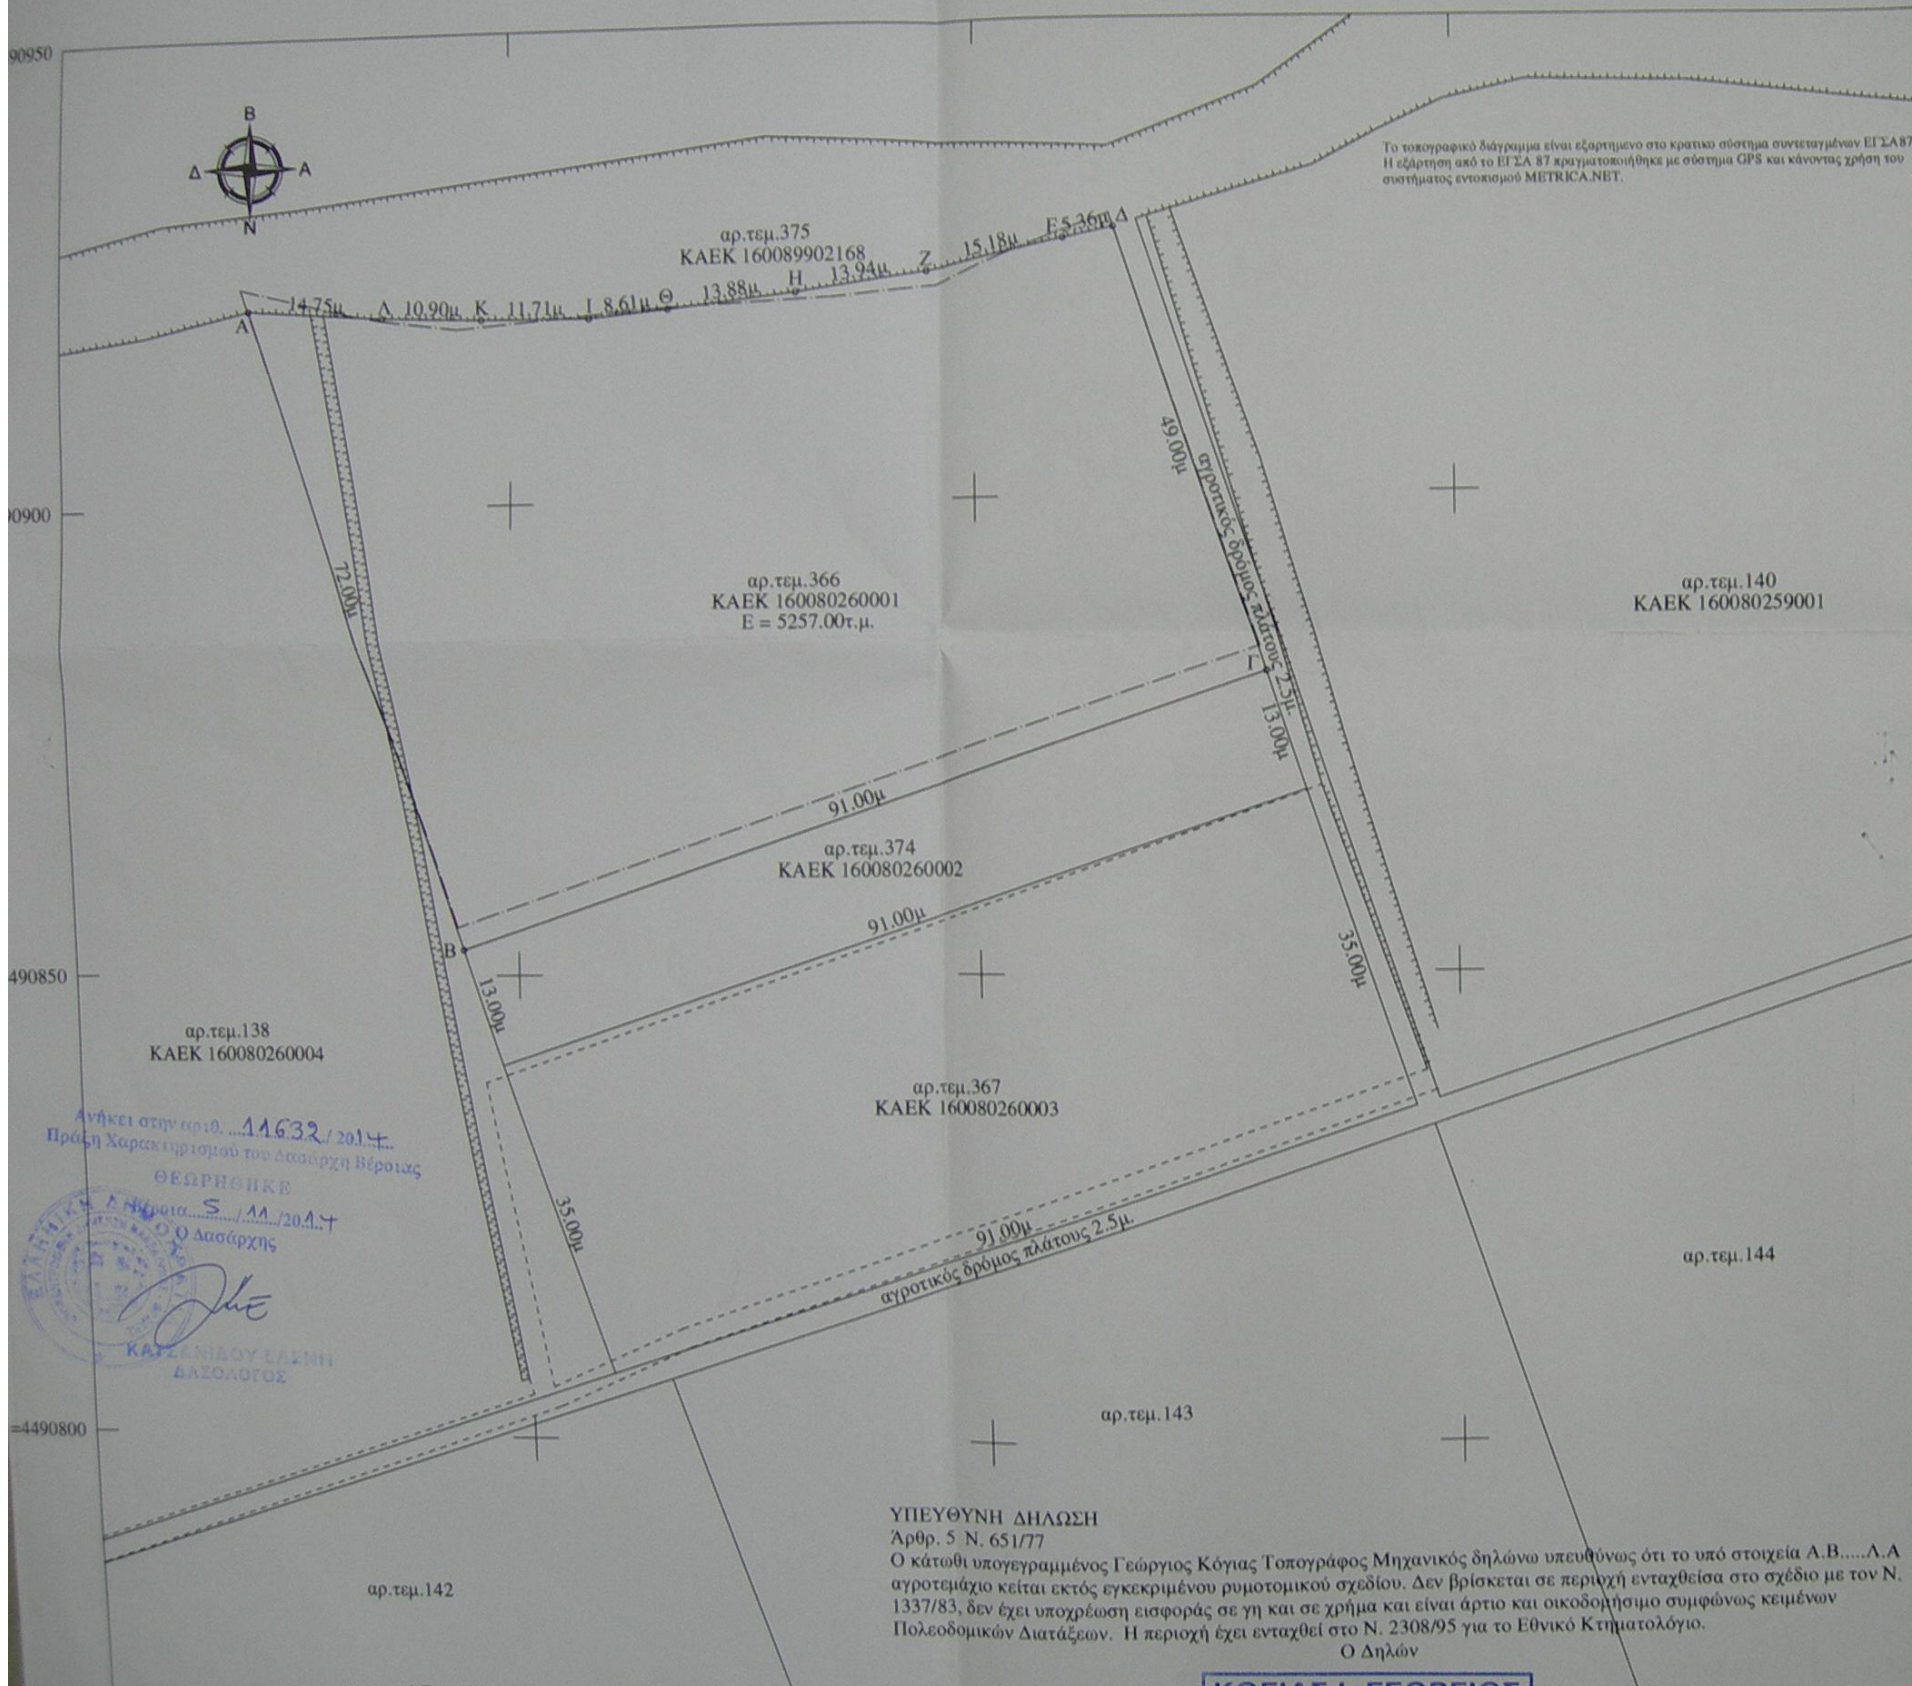 90950
Β
Δ
Α
Ν
Το τοπογραφικό διάγραμμα είναι εξαρτημενο στο κρατικο σύστημα συντεταγμένων ΕΓΣΑ87
Η εξάρτηση από το ΕΓΣΑ 87 πραγματοποιήθηκε με σύστημα GPS και κάνοντας χρήση του
συστήματος εντοπισμού METRICA.NET.
αρ.τεμ.375
ΚΑΕΚ 160089902168
Α
14.75μ
Λ
10.90μ
Κ
11.71μ
Ι
8.61μ
Θ
13.88μ
Η
13.94μ
Ζ
15.18μ
Ε
5.36μ
Δ
49.00μ
αγροτικός δρόμος πλάτους 2.5μ.
00900
72.00μ
αρ.τεμ.366
ΚΑΕΚ 160080260001
Ε = 5257.00τ.μ.
αρ.τεμ.140
ΚΑΕΚ 160080259001
Γ
13.00μ
91.00μ
αρ.τεμ.374
ΚΑΕΚ 160080260002
91.00μ
Β
13.00μ
35.00μ
490850
αρ.τεμ.138
ΚΑΕΚ 160080260004
αρ.τεμ.367
ΚΑΕΚ 160080260003
Ανήκει στην αριθ. 11632 / 2014
Πράξη Χαρακτηρισμού του Δασάρχη Βέροιας
ΘΕΩΡΗΘΗΚΕ
Βέροια 5 / 11 / 2014
Ο Δασάρχης
ΔΑΣΟΛΟΓΟΣ
35.00μ
91.00μ
αγροτικός δρόμος πλάτους 2.5μ.
αρ.τεμ.144
=4490800
αρ.τεμ.143
αρ.τεμ.142
ΥΠΕΥΘΥΝΗ ΔΗΛΩΣΗ
Άρθρ. 5 Ν. 651/77
Ο κάτωθι υπογεγραμμένος Γεώργιος Κόγιας Τοπογράφος Μηχανικός δηλώνω υπευθύνως ότι το υπό στοιχεία Α.Β.....Λ.Α
αγροτεμάχιο κείται εκτός εγκεκριμένου ρυμοτομικού σχεδίου. Δεν βρίσκεται σε περιοχή ενταχθείσα στο σχέδιο με τον Ν.
1337/83, δεν έχει υποχρέωση εισφοράς σε γη και σε χρήμα και είναι άρτιο και οικοδομήσιμο συμφώνως κειμένων
Πολεοδομικών Διατάξεων. Η περιοχή έχει ενταχθεί στο Ν. 2308/95 για το Εθνικό Κτηματολόγιο.
Ο Δηλών